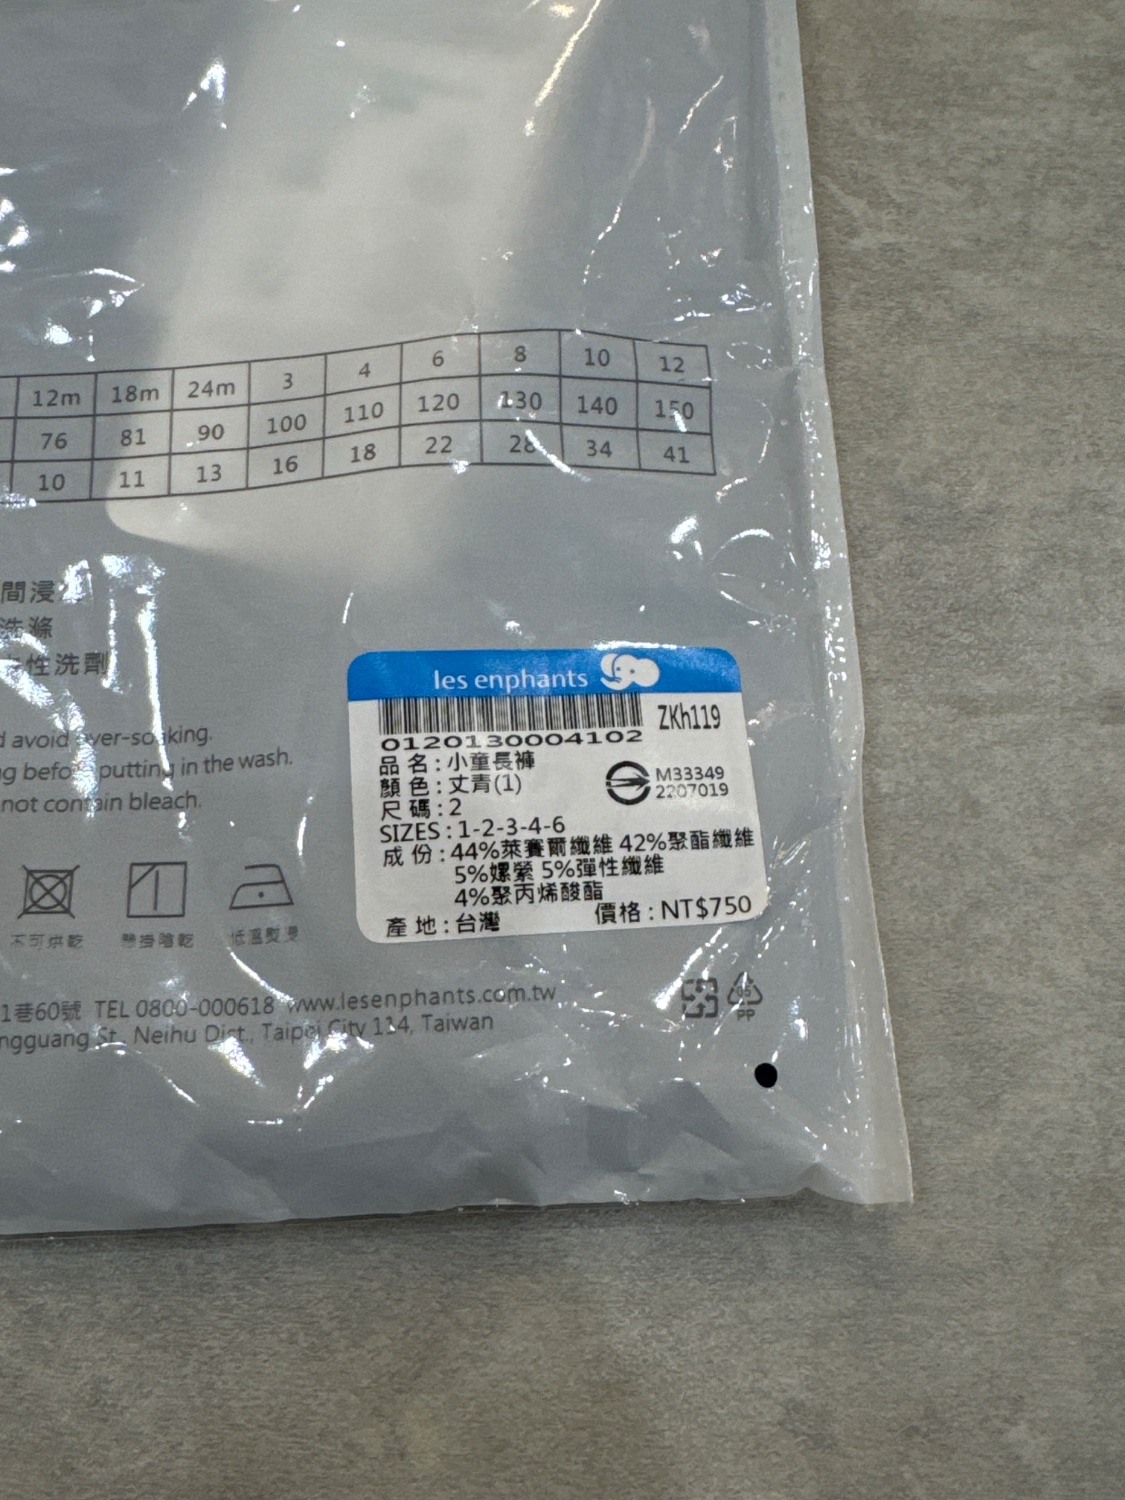 12m 18m 24m 3 4 6 8 10 12
76 81 90 100 110 120 130 140 150
10 11 13 16 18 22 28 34 41
間浸
洗滌
性洗劑
avoid over-soaking.
before putting in the wash.
not contain bleach.
不可烘乾 懸掛晾乾 低溫熨燙
les enphants
ZKh119
0120130004102
品 名 : 小童長褲
顏 色 : 丈青(1)
M33349
2207019
尺 碼 : 2
SIZES : 1-2-3-4-6
成 份 : 44%萊賽爾纖維 42%聚酯纖維
5%嫘縈 5%彈性纖維
4%聚丙烯酸酯
產 地 : 台灣 價格 : NT$750
1巷60號 TEL 0800-000618 www.lesenphants.com.tw
ngguang St., Neihu Dist., Taipei City 114, Taiwan
05
PP